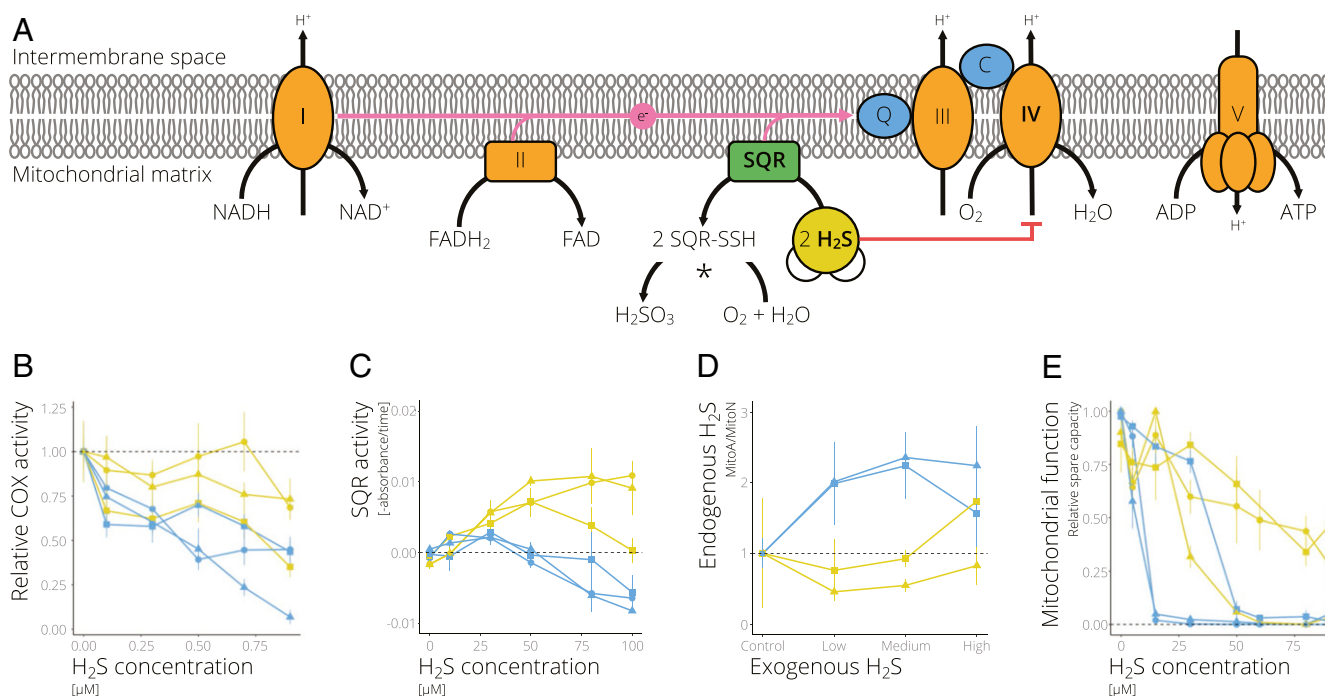 A
Intermembrane space
H+
H+
H+
I
e-
Q
III
C
IV
V
II
SQR
Mitochondrial matrix
NADH
NAD+
FADH2
FAD
2 SQR-SSH
2 H2S
O2
H2O
ADP
H+
ATP
*
H2SO3
O2 + H2O
B
Relative COX activity
1.25
1.00
0.75
0.50
0.25
0.00
0.00
0.25
0.50
0.75
H2S concentration
[µM]
C
SQR activity
[-absorbance/time]
0.02
0.001
0.00
-0.01
0
25
50
75
100
H2S concentration
[µM]
D
Endogenous H2S
MitoA/MitoN
3
2
1
0
Control
Low
Medium
High
Exogenous H2S
E
Mitochondrial function
Relative spare capacity
1.00
0.75
0.50
0.25
0.00
0
25
50
75
H2S concentration
[µM]